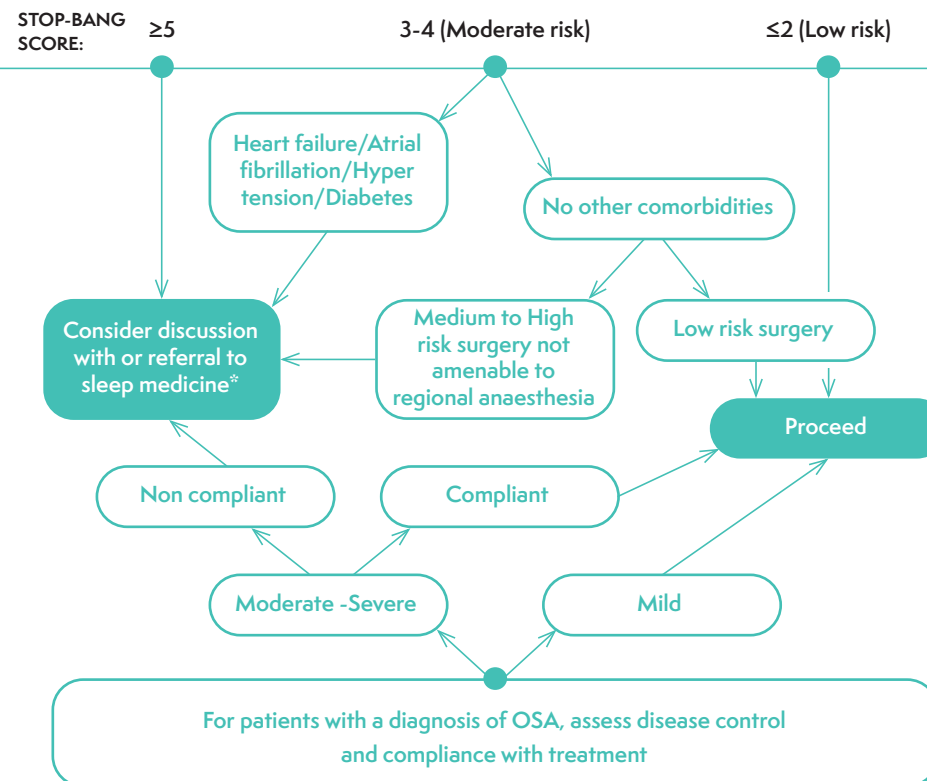 STOP-BANG
SCORE:
≥5
3-4 (Moderate risk)
≤2 (Low risk)
Heart failure/Atrial
fibrillation/Hyper
tension/Diabetes
No other comorbidities
Consider discussion
with or referral to
sleep medicine*
Medium to High
risk surgery not
amenable to
regional anaesthesia
Low risk surgery
Proceed
Non compliant
Compliant
Moderate -Severe
Mild
For patients with a diagnosis of OSA, assess disease control
and compliance with treatment